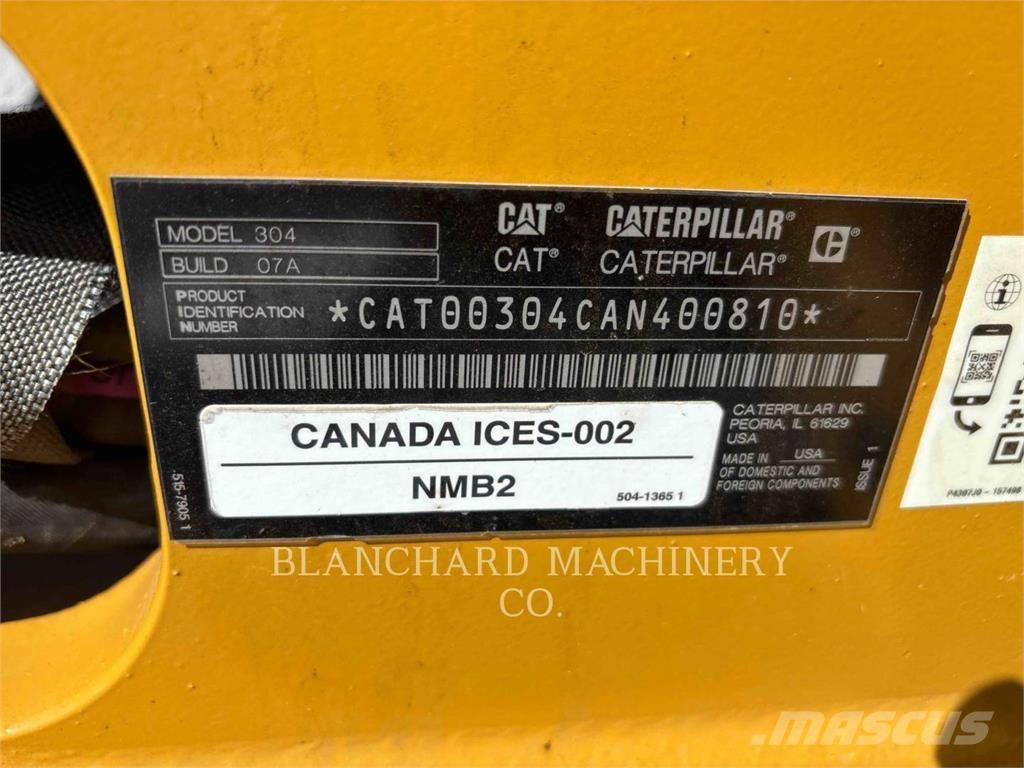 MODEL 304
BUILD 07A
CAT® CATERPILLAR®
CAT® CATERPILLAR®
PRODUCT
IDENTIFICATION
NUMBER
*CAT00304CAN400810*
CANADA ICES-002
NMB2
504-1365 1
CATERPILLAR INC.
PEORIA, IL 61629
USA
MADE IN USA
OF DOMESTIC AND
FOREIGN COMPONENTS
ISSUE 1
515-7905 1
P4387J0 - 157498
BLANCHARD MACHINERY
CO.
MASCUS